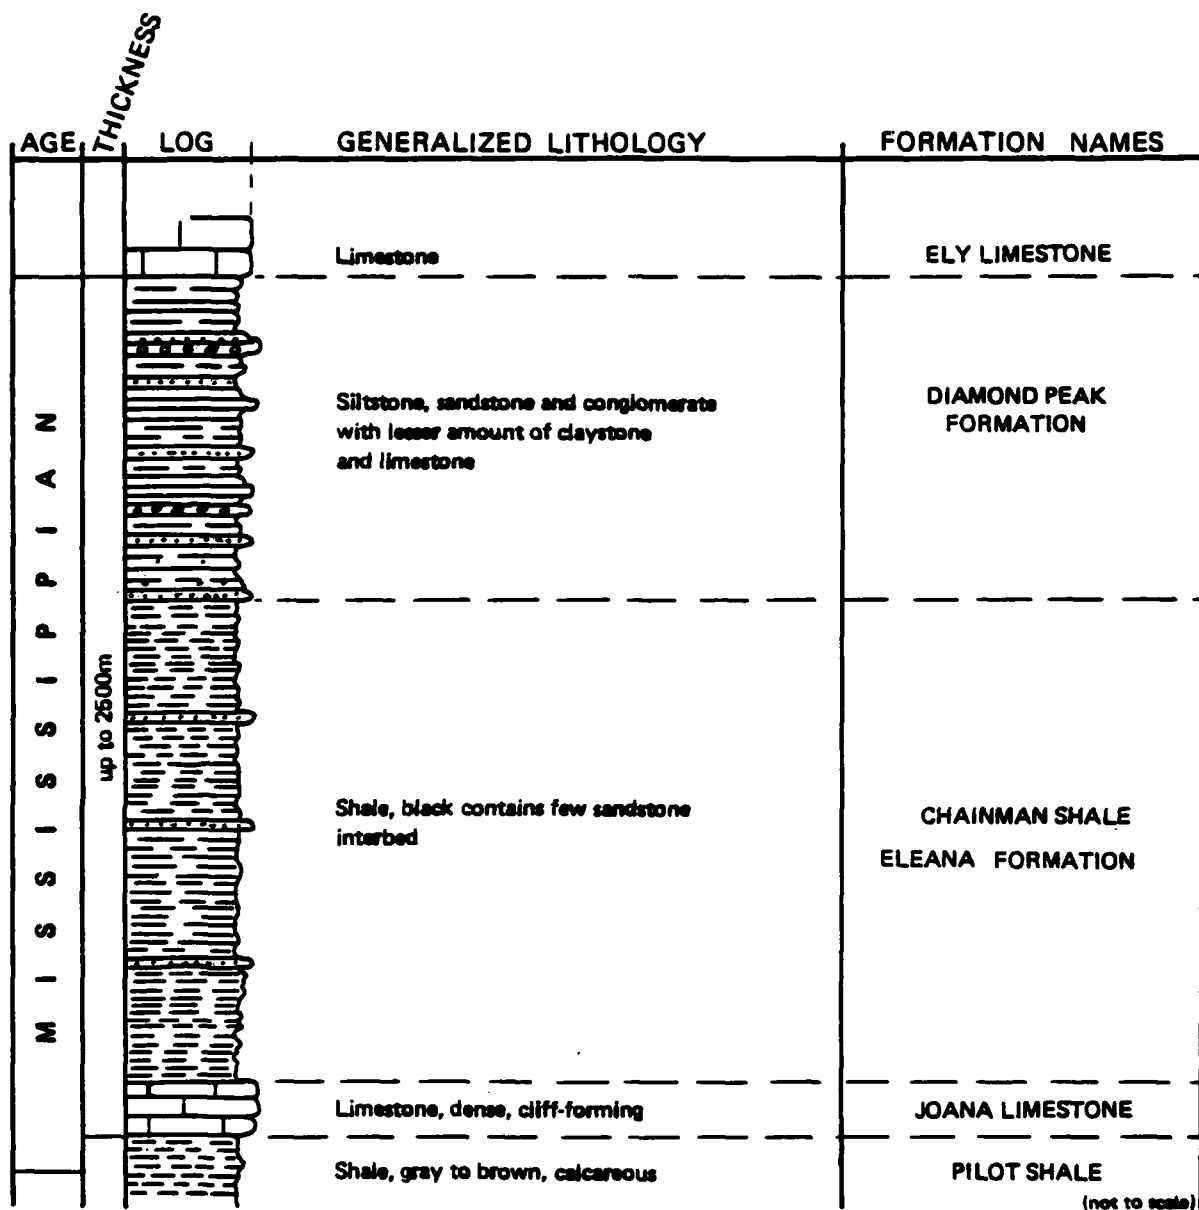 AGE THICKNESS LOG GENERALIZED LITHOLOGY FORMATION NAMES
Limestone ELY LIMESTONE
Siltstone, sandstone and conglomerate
with lesser amount of claystone
and limestone
DIAMOND PEAK
FORMATION
MISSISSIPPIAN
up to 2500m
Shale, black contains few sandstone
interbed
CHAINMAN SHALE
ELEANA FORMATION
Limestone, dense, cliff-forming JOANA LIMESTONE
Shale, gray to brown, calcareous PILOT SHALE
(not to scale)